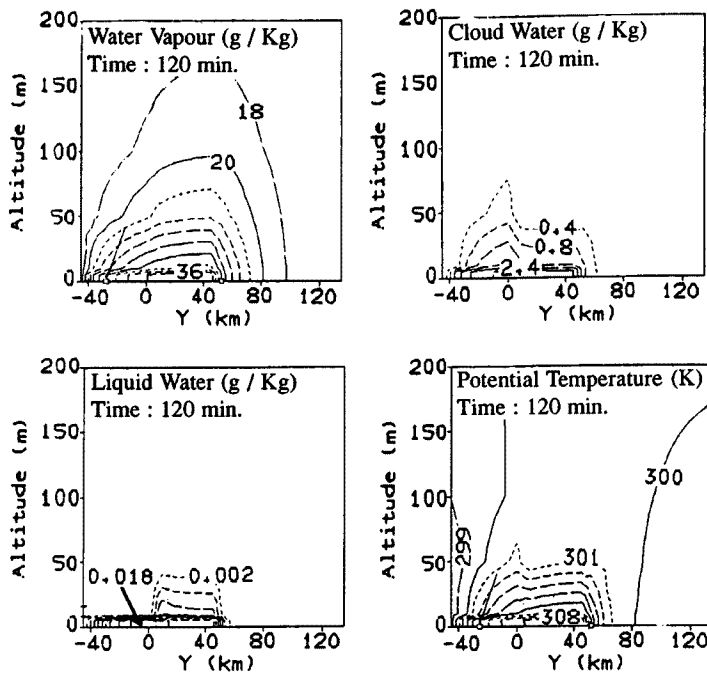 Water Vapour (g / Kg)
Time : 120 min.
200
150
100
50
0
Altitude (m)
18
20
36
-40 0 40 80 120
Y (km)
Cloud Water (g / Kg)
Time : 120 min.
200
150
100
50
0
Altitude (m)
0.4
0.8
2.4
-40 0 40 80 120
Y (km)
Liquid Water (g / Kg)
Time : 120 min.
200
150
100
50
0
Altitude (m)
0.018 0.002
-40 0 40 80 120
Y (km)
Potential Temperature (K)
Time : 120 min.
200
150
100
50
0
Altitude (m)
299
300
301
308
-40 0 40 80 120
Y (km)